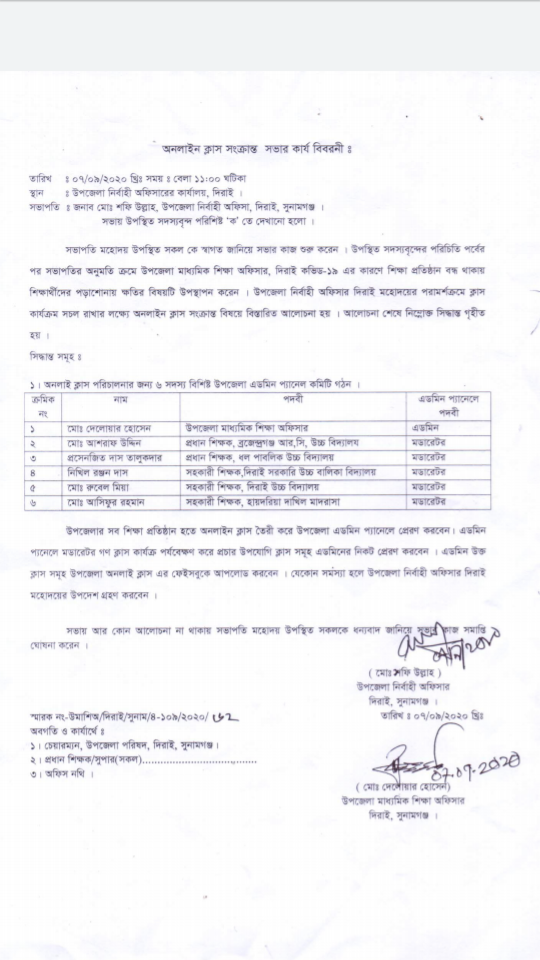 অনলাইন ক্লাস সংক্রান্ত সভার কার্য বিবরনী ঃ
তারিখ ঃ ০৭/০৯/২০২০ খ্রিঃ সময় ঃ বেলা ১১:০০ ঘটিকা
স্থান ঃ উপজেলা নির্বাহী অফিসারের কার্যালয়, দিরাই ।
সভাপতি ঃ জনাব মোঃ শফি উল্লাহ, উপজেলা নির্বাহী অফিসা, দিরাই, সুনামগঞ্জ ।
সভায় উপস্থিত সদস্যবৃন্দ পরিশিষ্ট 'ক' তে দেখানো হলো ।
সভাপতি মহোদয় উপস্থিত সকল কে স্বাগত জানিয়ে সভার কাজ শুরু করেন । উপস্থিত সদস্যবৃন্দের পরিচিতি পর্বের
পর সভাপতির অনুমতি ক্রমে উপজেলা মাধ্যমিক শিক্ষা অফিসার, দিরাই কভিড-১৯ এর কারণে শিক্ষা প্রতিষ্ঠান বন্ধ থাকায়
শিক্ষার্থীদের পড়াশোনায় ক্ষতির বিষয়টি উপস্থাপন করেন । উপজেলা নির্বাহী অফিসার দিরাই মহোদয়ের পরামর্শক্রমে ক্লাস
কার্যক্রম সচল রাখার লক্ষ্যে অনলাইন ক্লাস সংক্রান্ত বিষয়ে বিস্তারিত আলোচনা হয় । আলোচনা শেষে নিম্নোক্ত সিদ্ধান্ত গৃহীত
হয় ।
সিদ্ধান্ত সমূহ ঃ
১। অনলাই ক্লাস পরিচালনার জন্য ৬ সদস্য বিশিষ্ট উপজেলা এডমিন প্যানেল কমিটি গঠন ।
ক্রমিক নং নাম পদবী এডমিন প্যানেলে পদবী
১ মোঃ দেলোয়ার হোসেন উপজেলা মাধ্যমিক শিক্ষা অফিসার এডমিন
২ মোঃ আশরাফ উদ্দিন প্রধান শিক্ষক, ব্রজেন্দ্রগঞ্জ আর,সি, উচ্চ বিদ্যালয় মডারেটর
৩ প্রসেনজিত দাস তালুকদার প্রধান শিক্ষক, ধল পাবলিক উচ্চ বিদ্যালয় মডারেটর
৪ নিখিল রঞ্জন দাস সহকারী শিক্ষক,দিরাই সরকারি উচ্চ বালিকা বিদ্যালয় মডারেটর
৫ মোঃ রুবেল মিয়া সহকারী শিক্ষক, দিরাই উচ্চ বিদ্যালয় মডারেটর
৬ মোঃ আসিফুর রহমান সহকারী শিক্ষক, হায়দরিয়া দাখিল মাদরাসা মডারেটর
উপজেলার সব শিক্ষা প্রতিষ্ঠান হতে অনলাইন ক্লাস তৈরী করে উপজেলা এডমিন প্যানেলে প্রেরণ করবেন। এডমিন
পানেলে মডারেটর গণ ক্লাস কার্যক্র পর্যবেক্ষণ করে প্রচার উপযোগি ক্লাস সমূহ এডমিনের নিকট প্রেরণ করবেন । এডমিন উক্ত
ক্লাস সমূহ উপজেলা অনলাই ক্লাস এর ফেইসবুকে আপলোড করবেন । যেকোন সমস্যা হলে উপজেলা নির্বাহী অফিসার দিরাই
মহোদয়ের উপদেশ গ্রহণ করবেন ।
সভায় আর কোন আলোচনা না থাকায় সভাপতি মহোদয় উপস্থিত সকলকে ধন্যবাদ জানিয়ে সভার কাজ সমাপ্তি
ঘোষনা করেন ।
( মোঃ শফি উল্লাহ )
উপজেলা নির্বাহী অফিসার
দিরাই, সুনামগঞ্জ ।
স্মারক নং-উমাশিঅ/দিরাই/সুনাম/৪-১০৯/২০২০/ তারিখ ঃ ০৭/০৯/২০২০ খ্রিঃ
অবগতি ও কার্যার্থে ঃ
১। চেয়ারমান, উপজেলা পরিষদ, দিরাই, সুনামগঞ্জ।
২। প্রধান শিক্ষক/সুপার(সকল)....................................
৩। অফিস নথি ।
07.09.2020
( মোঃ দেলোয়ার হোসেন)
উপজেলা মাধ্যমিক শিক্ষা অফিসার
দিরাই, সুনামগঞ্জ ।